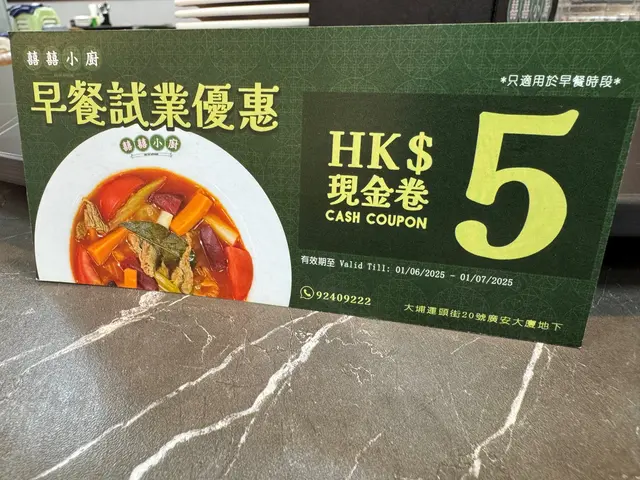 囍囍小廚
早餐試業優惠
囍囍小廚
*只適用於早餐時段*
HK$
現金卷
CASH COUPON
5
有效期至 Valid Till: 01/06/2025 - 01/07/2025
92409222
大埔運頭街20號廣安大廈地下